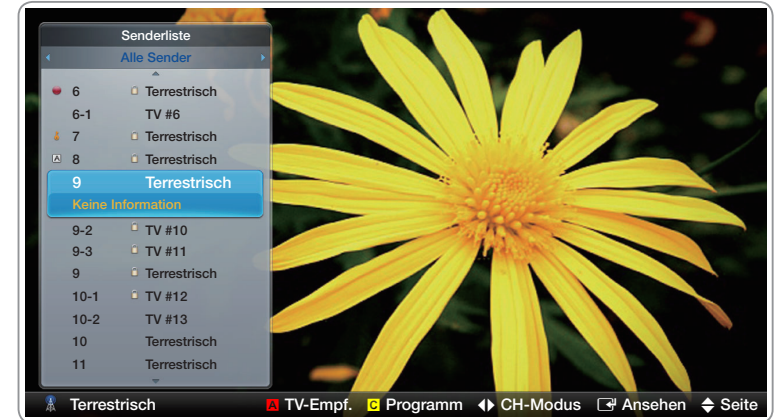 Senderliste
Alle Sender
6 Terrestrisch
6-1 TV #6
7 Terrestrisch
A 8 Terrestrisch
9 Terrestrisch
Keine Information
9-2 TV #10
9-3 TV #11
9 Terrestrisch
10-1 TV #12
10-2 TV #13
10 Terrestrisch
11 Terrestrisch
Terrestrisch A TV-Empf. C Programm CH-Modus Ansehen Seite